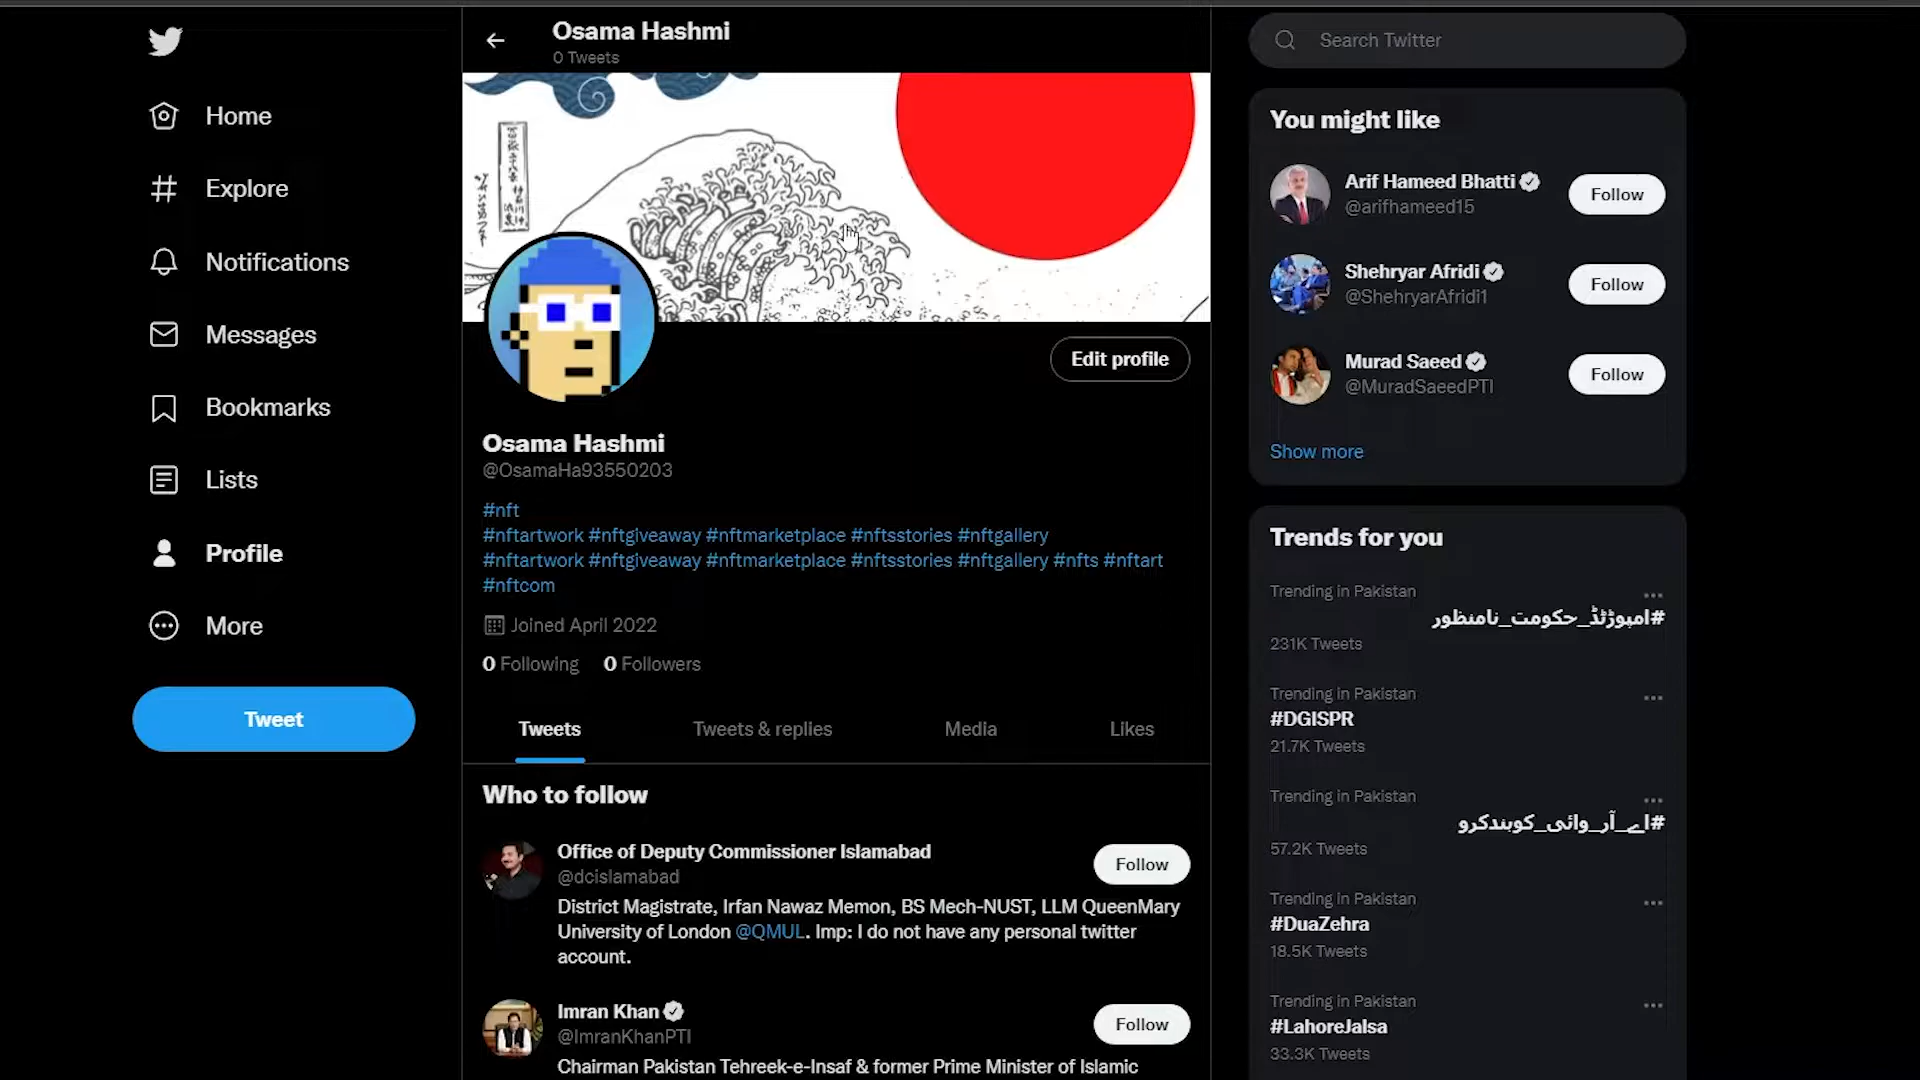 Home
Explore
Notifications
Messages
Bookmarks
Lists
Profile
More
Tweet
Osama Hashmi
0 Tweets
Edit profile
Osama Hashmi
@OsamaHa93550203
#nft
#nftartwork #nftgiveaway #nftmarketplace #nftsstories #nftgallery
#nftartwork #nftgiveaway #nftmarketplace #nftsstories #nftgallery #nfts #nftart
#nftcom
Joined April 2022
0 Following 0 Followers
Tweets Tweets & replies Media Likes
Who to follow
Office of Deputy Commissioner Islamabad
@dcislamabad
Follow
District Magistrate, Irfan Nawaz Memon, BS Mech-NUST, LLM QueenMary
University of London @QMUL. Imp: I do not have any personal twitter
account.
Imran Khan
@ImranKhanPTI
Follow
Chairman Pakistan Tehreek-e-Insaf & former Prime Minister of Islamic
Search Twitter
You might like
Arif Hameed Bhatti
@arifhameed15
Follow
Shehryar Afridi
@ShehryarAfridi1
Follow
Murad Saeed
@MuradSaeedPTI
Follow
Show more
Trends for you
Trending in Pakistan
#امپورٹڈ_حکومت_نامنظور
231K Tweets
Trending in Pakistan
#DGISPR
21.7K Tweets
Trending in Pakistan
#اے_آر_وائی_کوبندکرو
57.2K Tweets
Trending in Pakistan
#DuaZehra
18.5K Tweets
Trending in Pakistan
#LahoreJalsa
33.3K Tweets